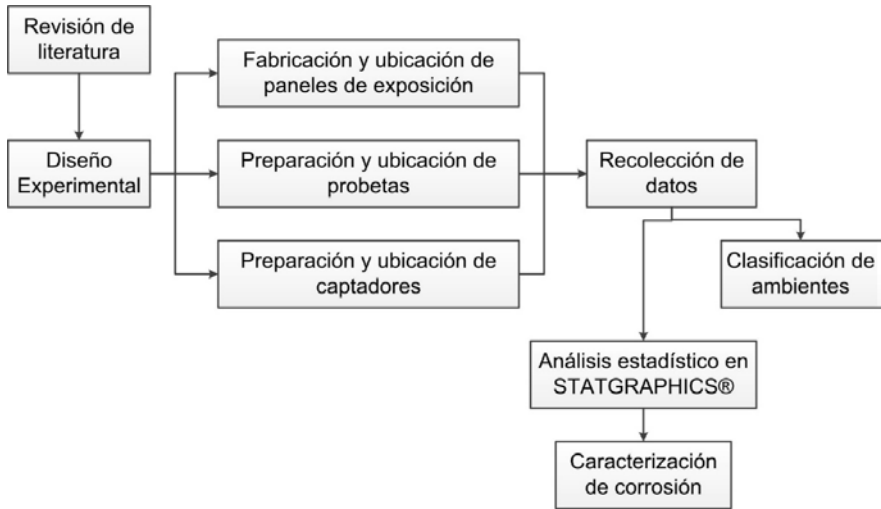 Revisión de
literatura
Diseño
Experimental
Fabricación y ubicación de
paneles de exposición
Preparación y ubicación de
probetas
Preparación y ubicación de
captadores
Recolección de
datos
Clasificación de
ambientes
Análisis estadístico en
STATGRAPHICS®
Caracterización
de corrosión